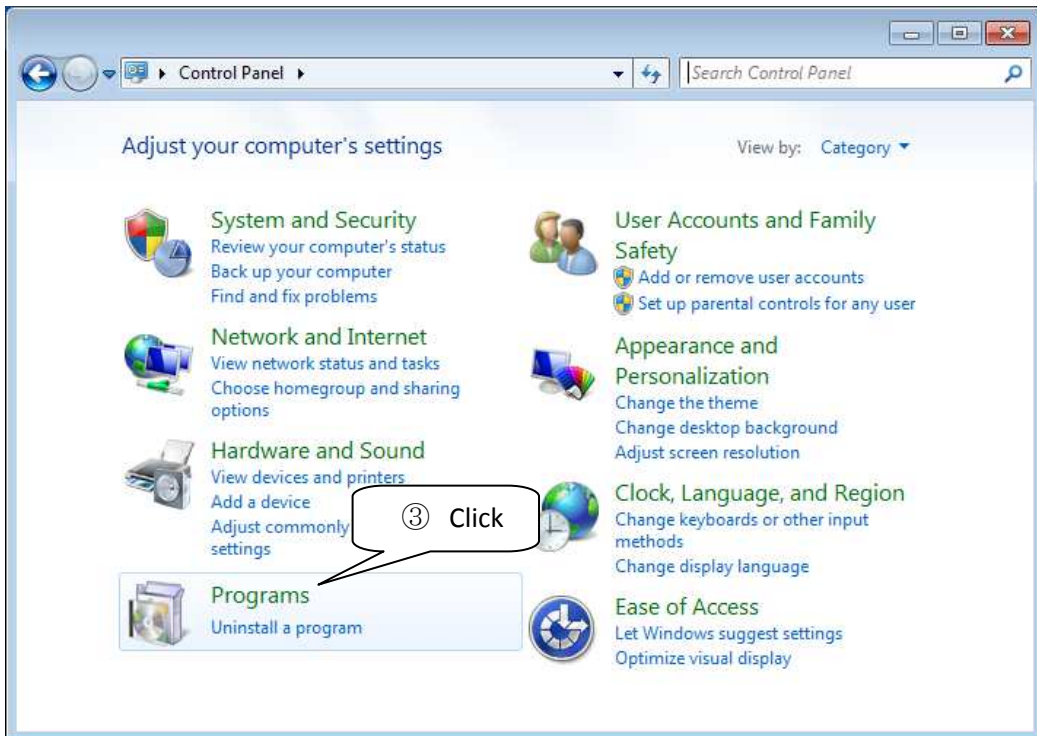 Control Panel
Search Control Panel
Adjust your computer's settings
View by: Category
System and Security
Review your computer's status
Back up your computer
Find and fix problems
Network and Internet
View network status and tasks
Choose homegroup and sharing
options
Hardware and Sound
View devices and printers
Add a device
Adjust commonly
settings
③ Click
Programs
Uninstall a program
User Accounts and Family
Safety
Add or remove user accounts
Set up parental controls for any user
Appearance and
Personalization
Change the theme
Change desktop background
Adjust screen resolution
Clock, Language, and Region
Change keyboards or other input
methods
Change display language
Ease of Access
Let Windows suggest settings
Optimize visual display